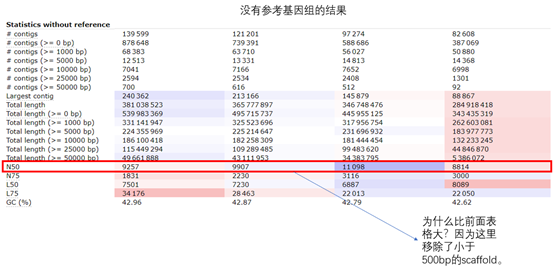 没有参考基因组的结果
Statistics without reference
# contigs 139 599 121 201 97 274 82 608
# contigs (>= 0 bp) 878 648 739 391 588 686 387 069
# contigs (>= 1000 bp) 68 383 63 710 56 027 50 880
# contigs (>= 5000 bp) 12 513 13 331 14 813 14 368
# contigs (>= 10000 bp) 7041 7166 7652 6998
# contigs (>= 25000 bp) 2594 2534 2408 1301
# contigs (>= 50000 bp) 700 616 512 92
Largest contig 240 362 213 166 145 879 88 867
Total length 381 038 523 365 777 897 346 748 476 284 918 418
Total length (>= 0 bp) 539 983 369 495 715 737 445 955 125 343 435 319
Total length (>= 1000 bp) 331 141 947 325 523 696 317 956 754 262 603 081
Total length (>= 5000 bp) 224 355 969 225 214 647 231 696 932 183 977 773
Total length (>= 10000 bp) 186 100 418 182 258 309 181 444 454 132 233 245
Total length (>= 25000 bp) 115 449 294 109 289 485 99 483 620 44 846 870
Total length (>= 50000 bp) 49 661 888 43 111 953 34 383 795 5 386 072
N50 9257 9907 11 098 8814
N75 1831 2230 3116 3000
L50 7501 7230 6887 8089
L75 34 176 28 463 22 013 22 050
GC (%) 42.96 42.87 42.79 42.62
为什么比前面表
格大？因为这里
移除了小于
500bp的scaffold。